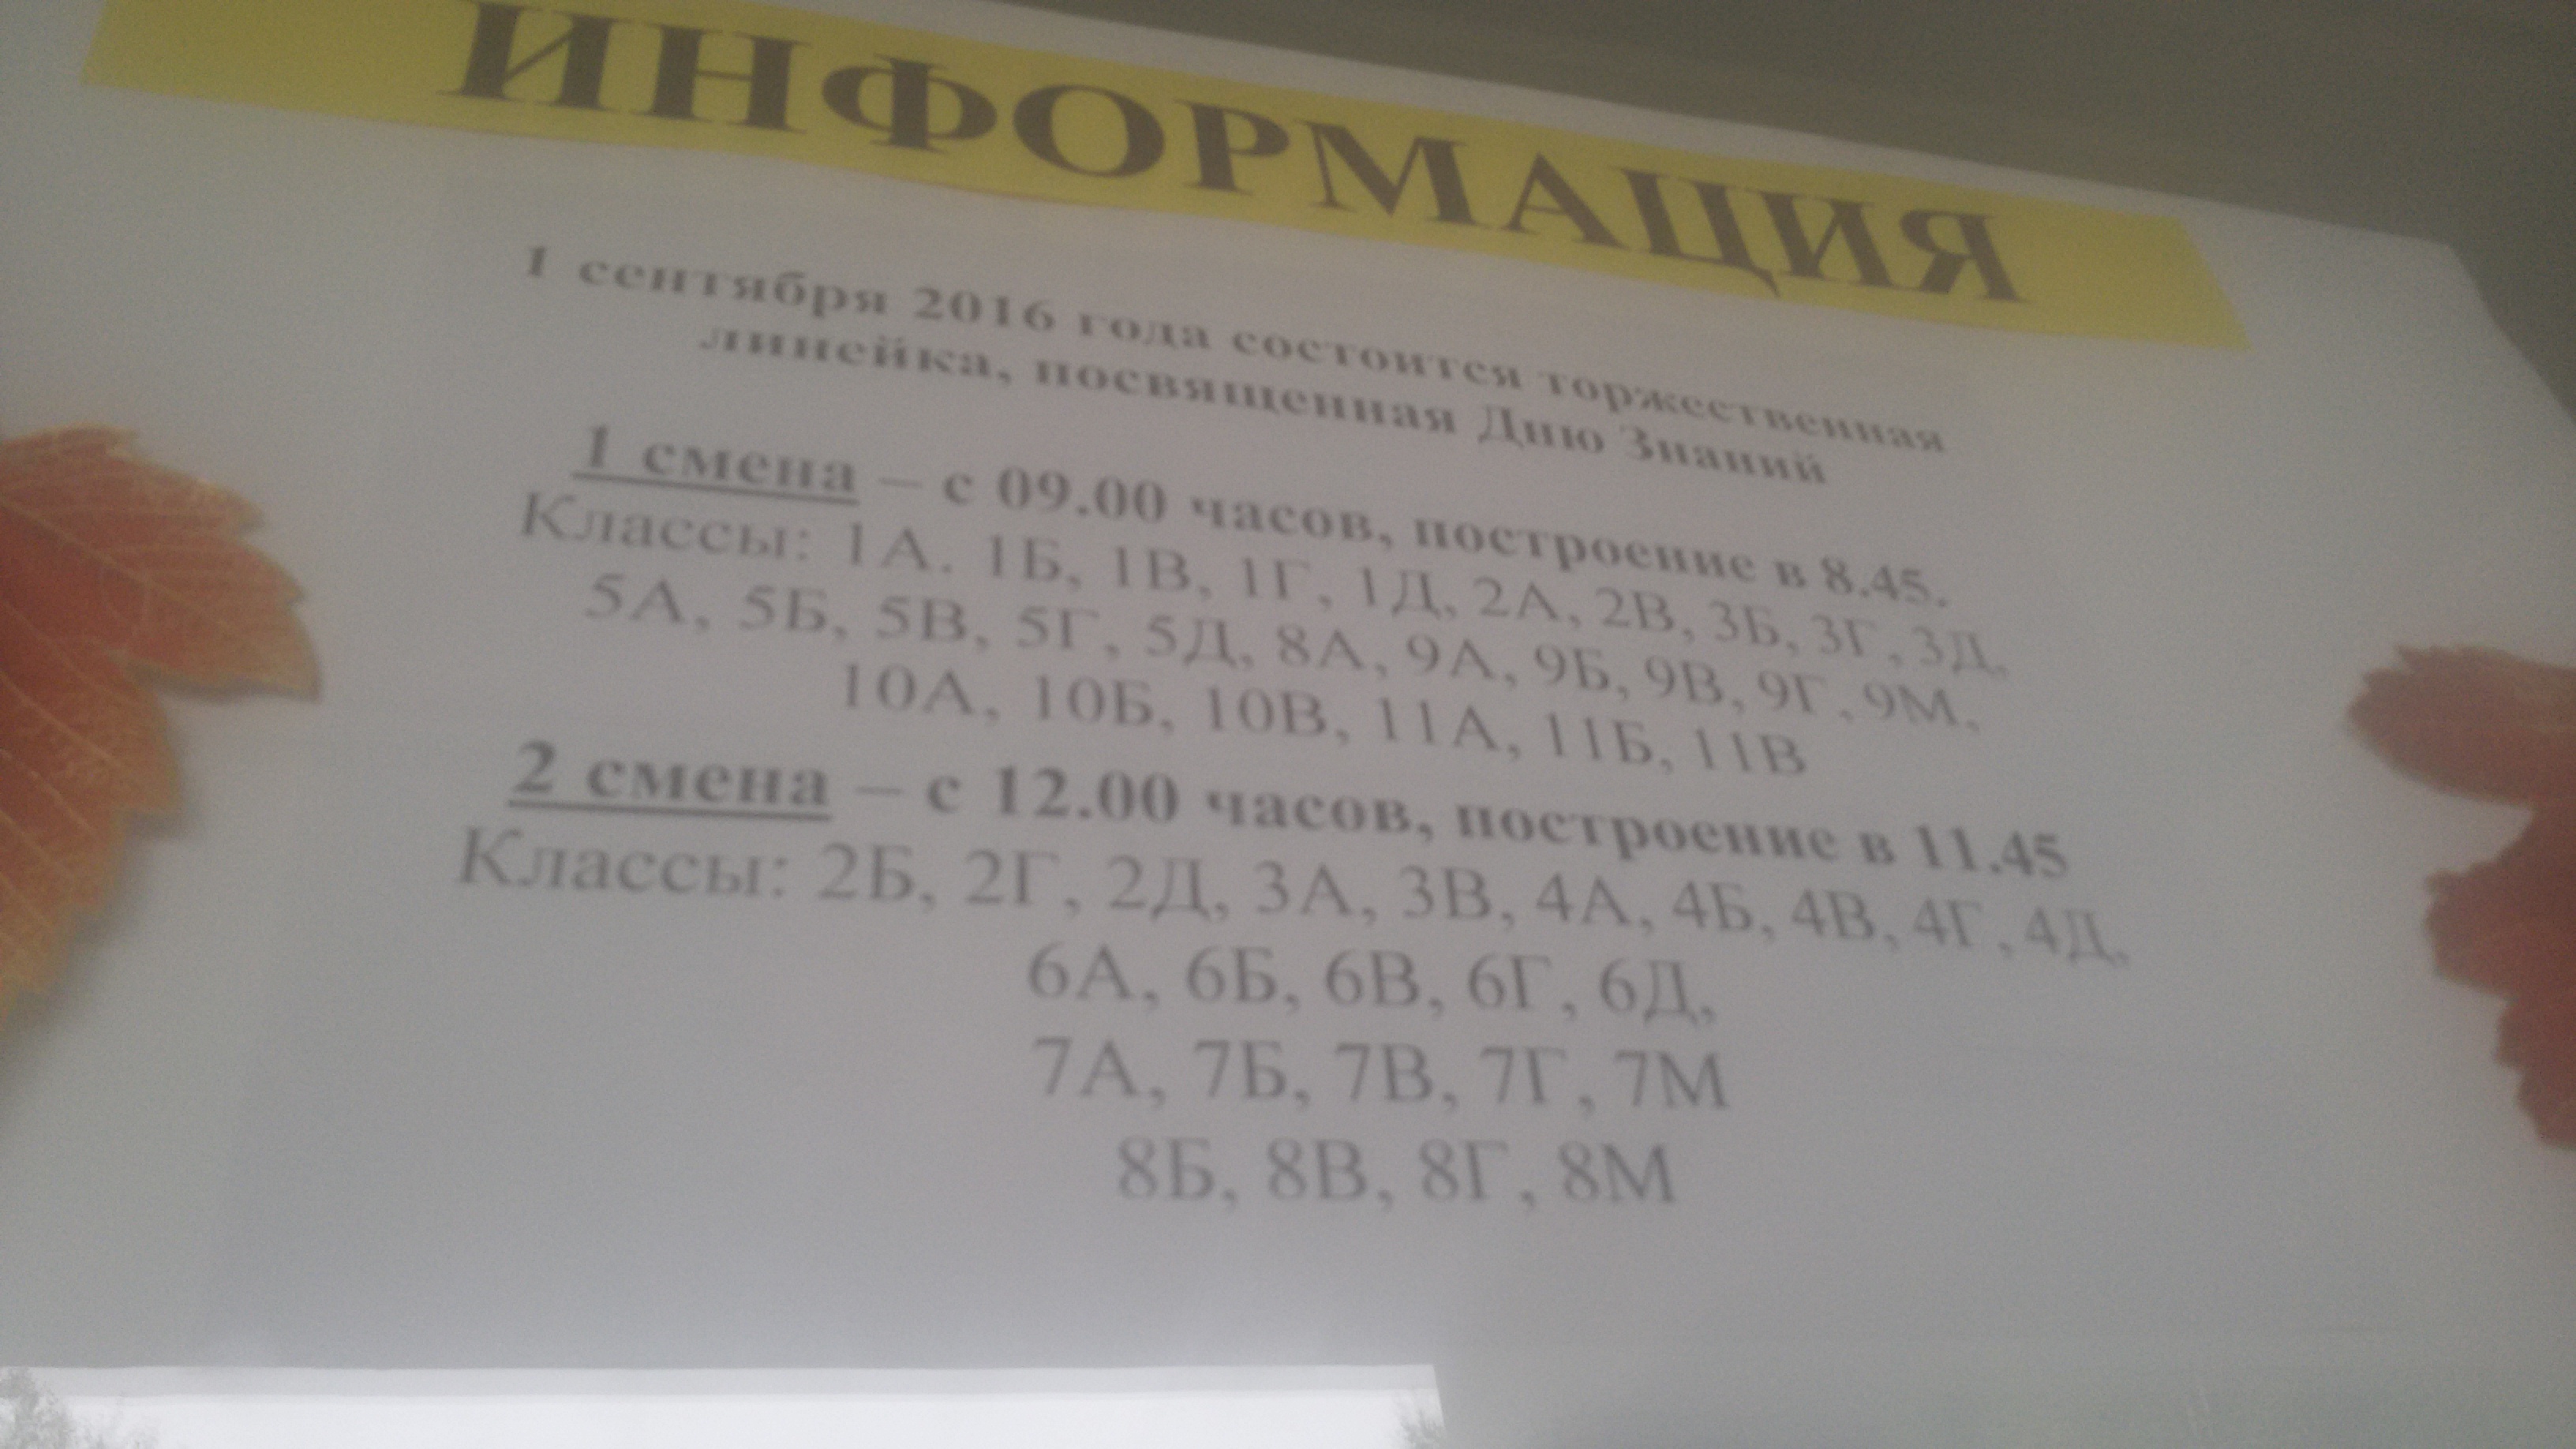 ИНФОРМАЦИЯ
1 сентября 2016 года состоится торжественная
линейка, посвященная Дню Знаний
1 смена – с 09.00 часов, построение в 8.45.
Классы: 1А. 1Б, 1В, 1Г, 1Д, 2А, 2В, 3Б, 3Г, 3Д,
5А, 5Б, 5В, 5Г, 5Д, 8А, 9А, 9Б, 9В, 9Г, 9М,
10А, 10Б, 10В, 11А, 11Б, 11В
2 смена – с 12.00 часов, построение в 11.45
Классы: 2Б, 2Г, 2Д, 3А, 3В, 4А, 4Б, 4В, 4Г, 4Д,
6А, 6Б, 6В, 6Г, 6Д,
7А, 7Б, 7В, 7Г, 7М
8Б, 8В, 8Г, 8М